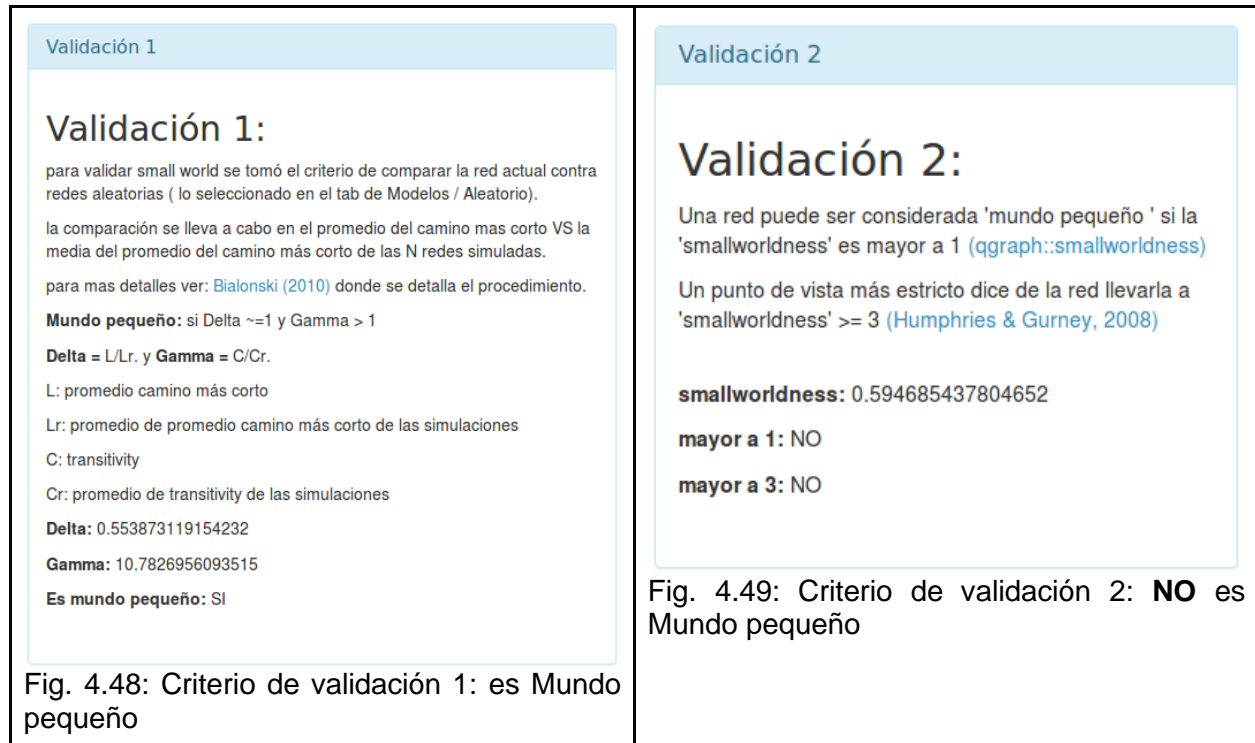 Validación 1
Validación 1:
para validar small world se tomó el criterio de comparar la red actual contra
redes aleatorias ( lo seleccionado en el tab de Modelos / Aleatorio).
la comparación se lleva a cabo en el promedio del camino mas corto VS la
media del promedio del camino más corto de las N redes simuladas.
para mas detalles ver: Bialonski (2010) donde se detalla el procedimiento.
Mundo pequeño: si Delta ~=1 y Gamma > 1
Delta = L/Lr. y Gamma = C/Cr.
L: promedio camino más corto
Lr: promedio de promedio camino más corto de las simulaciones
C: transitivity
Cr: promedio de transitivity de las simulaciones
Delta: 0.553873119154232
Gamma: 10.7826956093515
Es mundo pequeño: SI
Fig. 4.48: Criterio de validación 1: es Mundo
pequeño
Validación 2
Validación 2:
Una red puede ser considerada 'mundo pequeño ' si la
'smallworldness' es mayor a 1 (qgraph::smallworldness)
Un punto de vista más estricto dice de la red llevarla a
'smallworldness' >= 3 (Humphries & Gurney, 2008)
smallworldness: 0.594685437804652
mayor a 1: NO
mayor a 3: NO
Fig. 4.49: Criterio de validación 2: NO es
Mundo pequeño